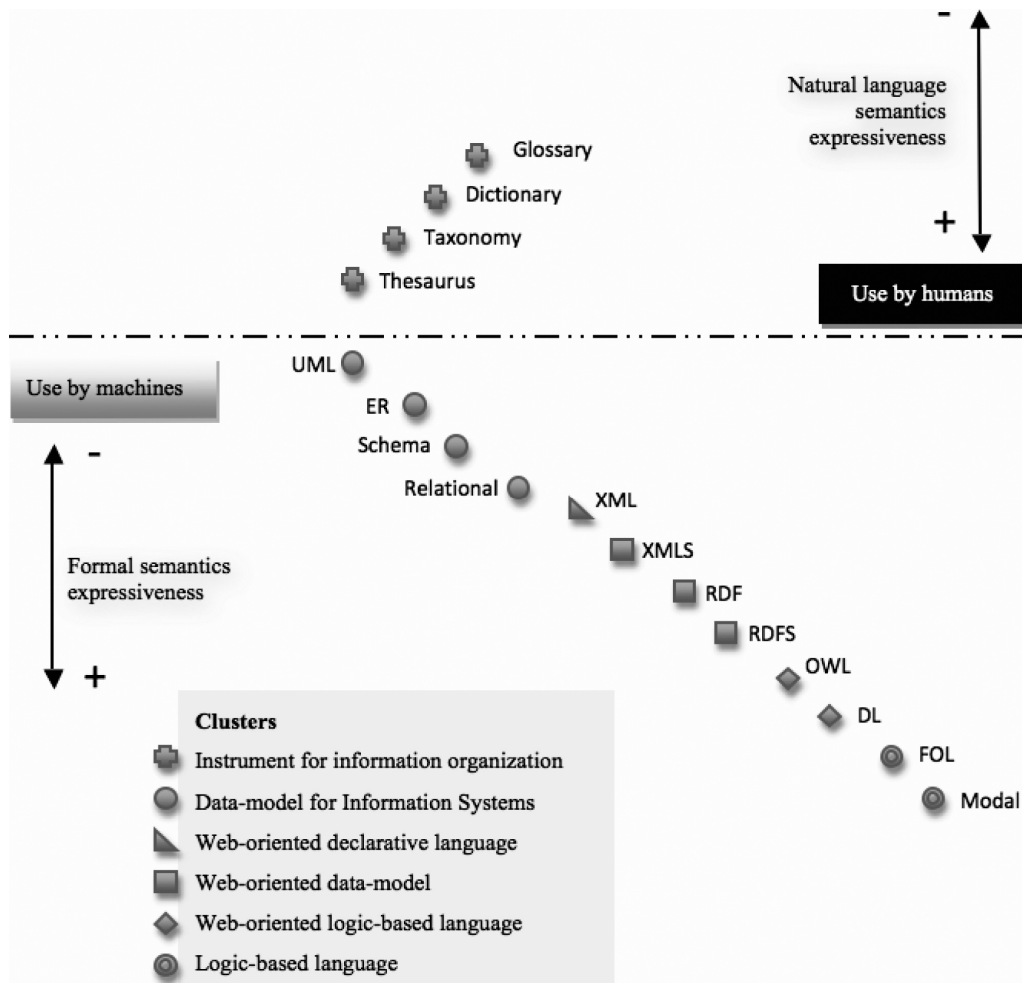 -
Natural language
semantics
expressiveness
Glossary
Dictionary
+
Taxonomy
Thesaurus
Use by humans
UML
Use by machines
ER
Schema
-
Relational
XML
XMLS
Formal semantics
expressiveness
RDF
RDFS
OWL
+
DL
Clusters
FOL
Instrument for information organization
Modal
Data-model for Information Systems
Web-oriented declarative language
Web-oriented data-model
Web-oriented logic-based language
Logic-based language